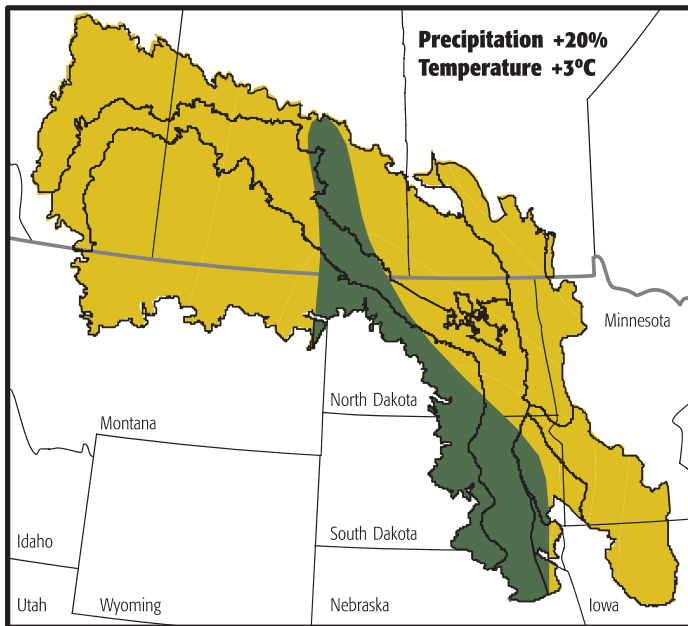 Precipitation +20%
Temperature +3ºC
Minnesota
North Dakota
Montana
South Dakota
Idaho
Utah
Wyoming
Nebraska
Iowa